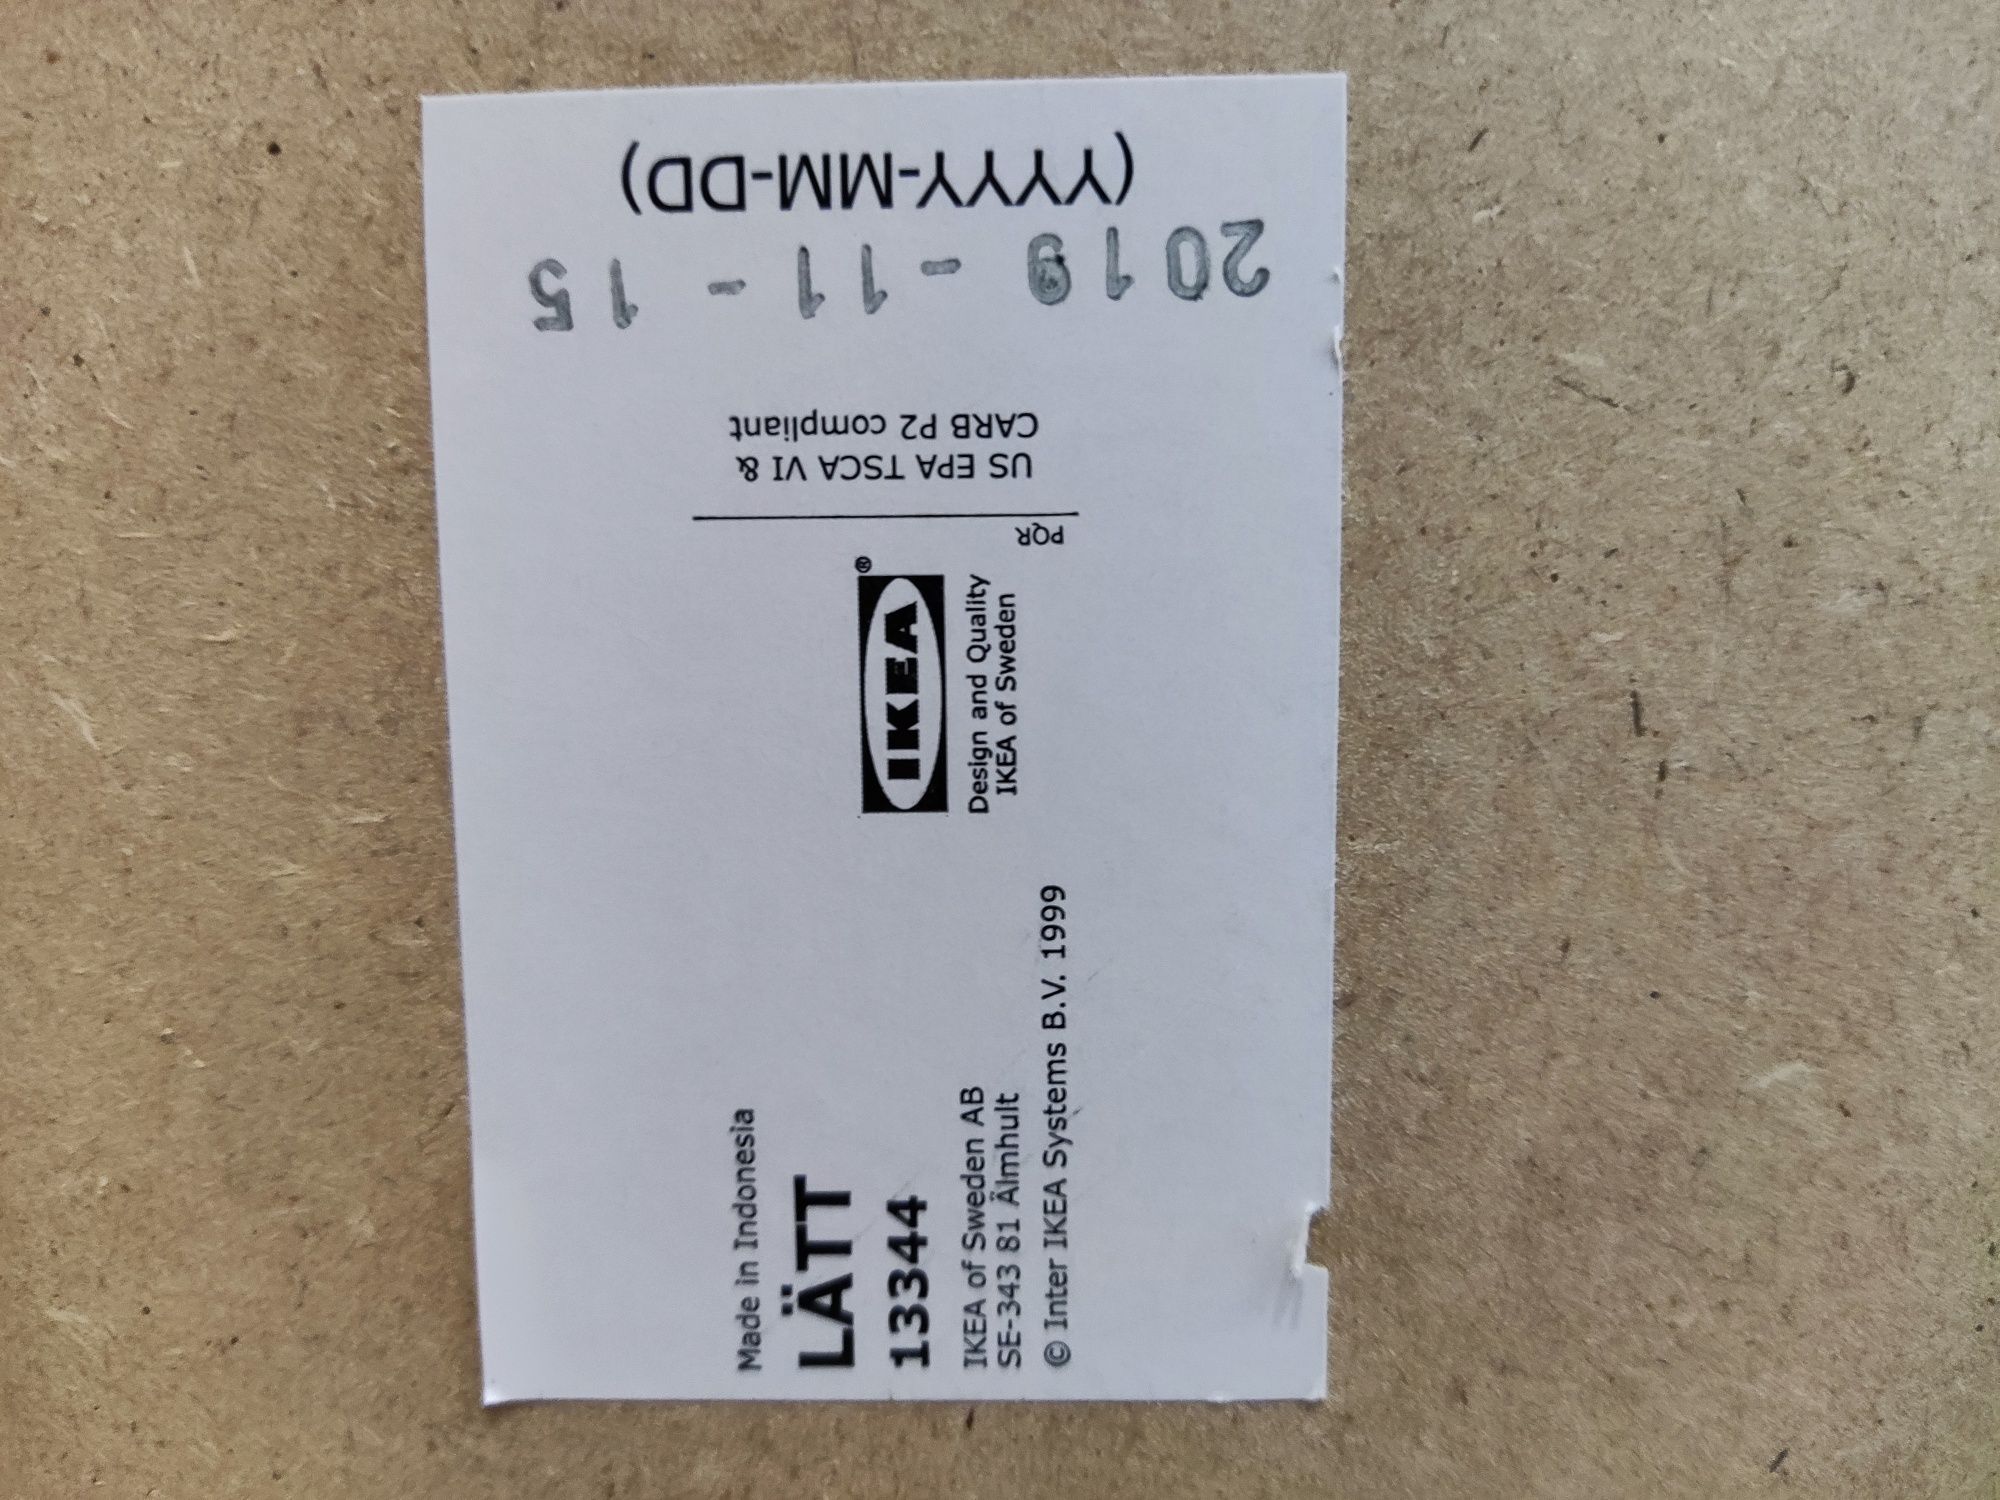 Made in Indonesia
LÄTT
13344
IKEA of Sweden AB
SE-343 81 Älmhult
© Inter IKEA Systems B.V. 1999
IKEA®
Design and Quality
IKEA of Sweden
PQR
US EPA TSCA VI &
CARB P2 compliant
2019-11-15
(YYYY-MM-DD)